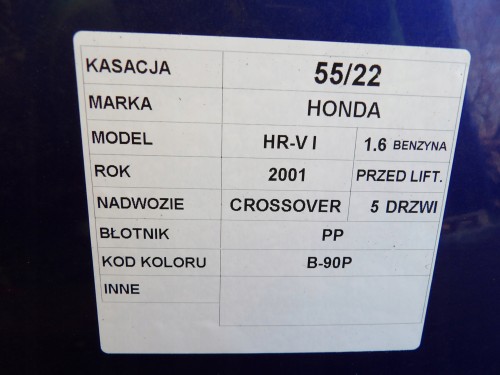 KASACJA 55/22
MARKA HONDA
MODEL HR-V I 1.6 BENZYNA
ROK 2001 PRZED LIFT.
NADWOZIE CROSSOVER 5 DRZWI
BŁOTNIK PP
KOD KOLORU B-90P
INNE